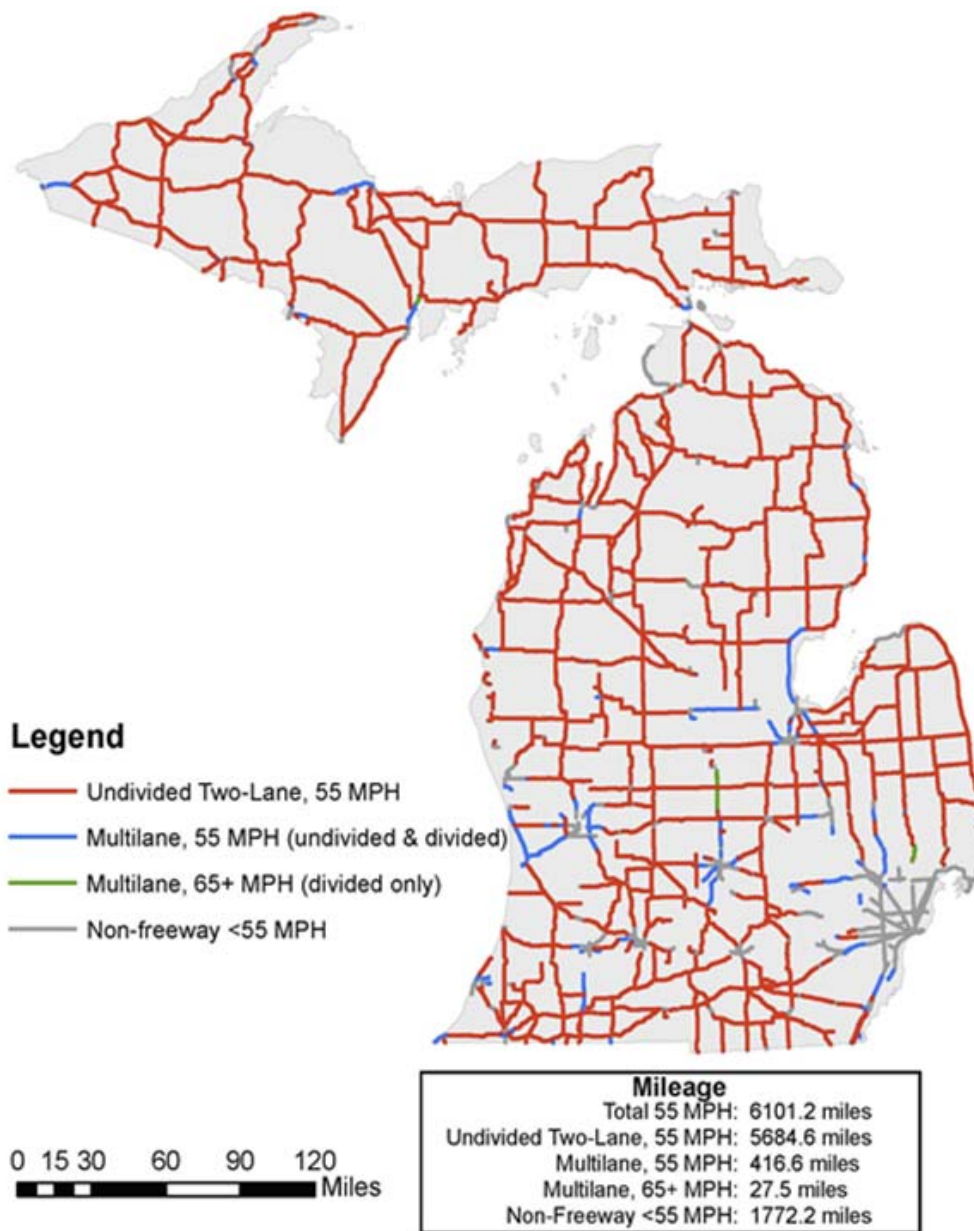 Legend
Undivided Two-Lane, 55 MPH
Multilane, 55 MPH (undivided & divided)
Multilane, 65+ MPH (divided only)
Non-freeway <55 MPH
0 15 30 60 90 120
Miles
Mileage
Total 55 MPH: 6101.2 miles
Undivided Two-Lane, 55 MPH: 5684.6 miles
Multilane, 55 MPH: 416.6 miles
Multilane, 65+ MPH: 27.5 miles
Non-Freeway <55 MPH: 1772.2 miles